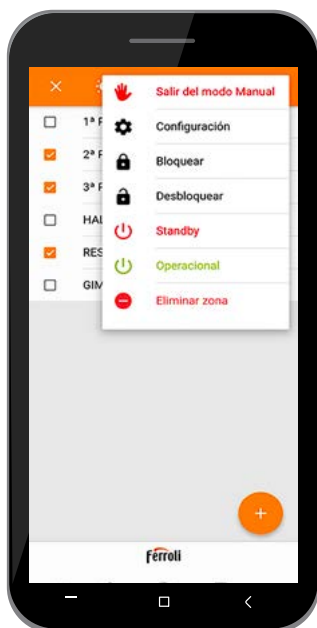 Salir del modo Manual
1ª P
Configuración
2ª P
Bloquear
3ª P
Desbloquear
HAL
Standby
RES
Operacional
GIM
Eliminar zona
ferroli